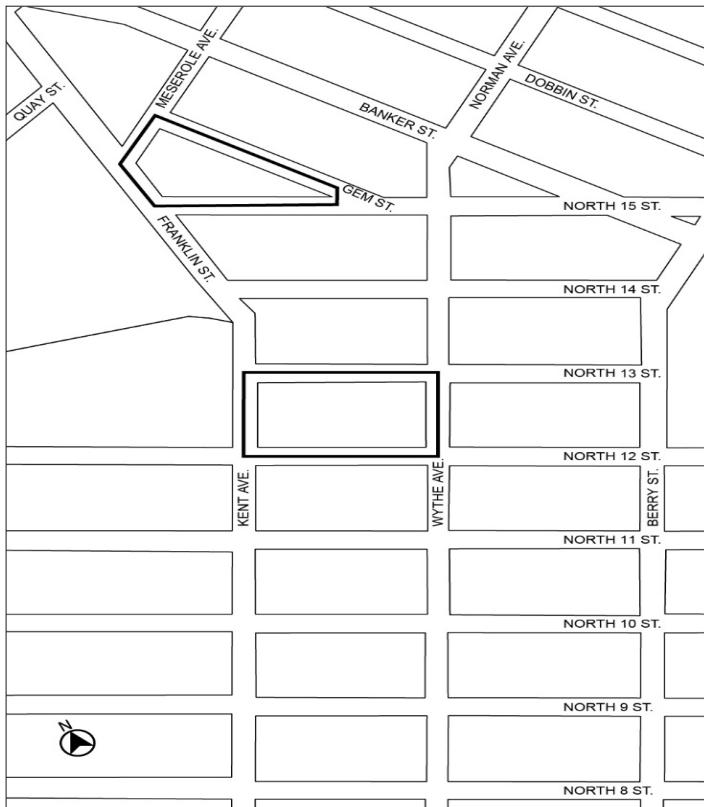 MESEROLE AVE.
NORMAN AVE.
QUAY ST.
DOBBIN ST.
BANKER ST.
GEM ST.
NORTH 15 ST.
FRANKLIN ST.
NORTH 14 ST.
NORTH 13 ST.
NORTH 12 ST.
KENT AVE.
WYTHE AVE.
BERRY ST.
NORTH 11 ST.
NORTH 10 ST.
NORTH 9 ST.
N
NORTH 8 ST.